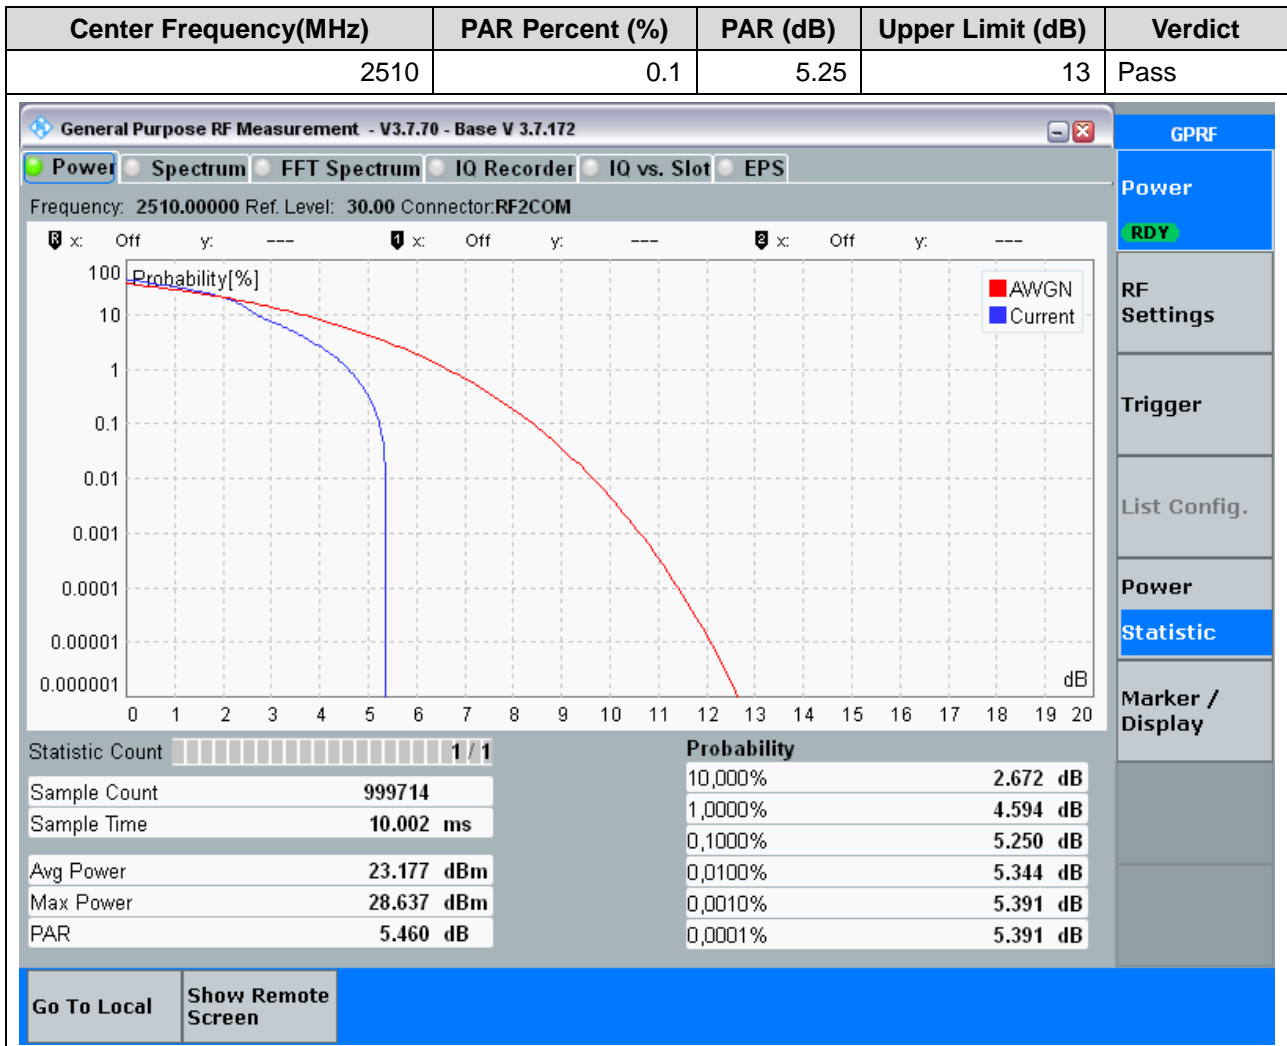 Center Frequency(MHz) PAR Percent (%) PAR (dB) Upper Limit (dB) Verdict
2510 0.1 5.25 13 Pass
General Purpose RF Measurement - V3.7.70 - Base V 3.7.172
GPRF
Power Spectrum FFT Spectrum IQ Recorder IQ vs. Slot EPS
Frequency: 2510.00000 Ref. Level: 30.00 Connector:RF2COM
R x: Off y: --- 1 x: Off y: --- 2 x: Off y: ---
Probability[%]
AWGN
Current
100
10
1
0.1
0.01
0.001
0.0001
0.00001
0.000001
dB
0 1 2 3 4 5 6 7 8 9 10 11 12 13 14 15 16 17 18 19 20
Statistic Count 1 / 1
Sample Count 999714
Sample Time 10.002 ms
Avg Power 23.177 dBm
Max Power 28.637 dBm
PAR 5.460 dB
Probability
10,000% 2.672 dB
1,0000% 4.594 dB
0,1000% 5.250 dB
0,0100% 5.344 dB
0,0010% 5.391 dB
0,0001% 5.391 dB
Power
RDY
RF
Settings
Trigger
List Config.
Power
Statistic
Marker /
Display
Go To Local
Show Remote
Screen